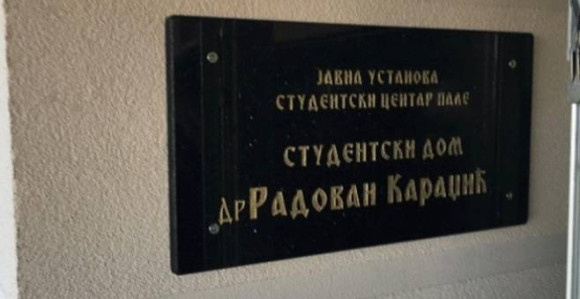 ЈАВНА УСТАНОВА
СТУДЕНТСКИ ЦЕНТАР ПАЛЕ
СТУДЕНТСКИ ДОМ
ДР РАДОВАН КАРАЏИЋ